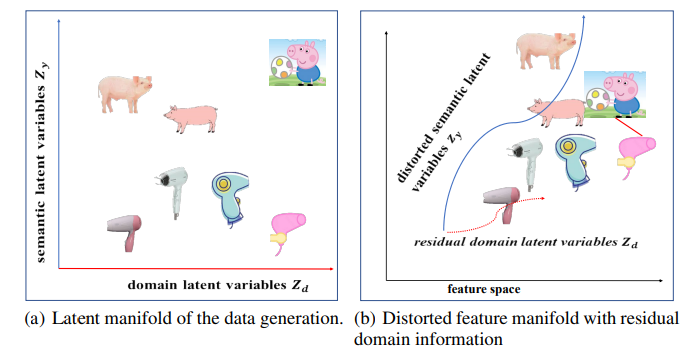 semantic latent variables Z_y
domain latent variables Z_d
(a) Latent manifold of the data generation.
distorted semantic latent
variables Z_y
residual domain latent variables Z_d
feature space
(b) Distorted feature manifold with residual
domain information